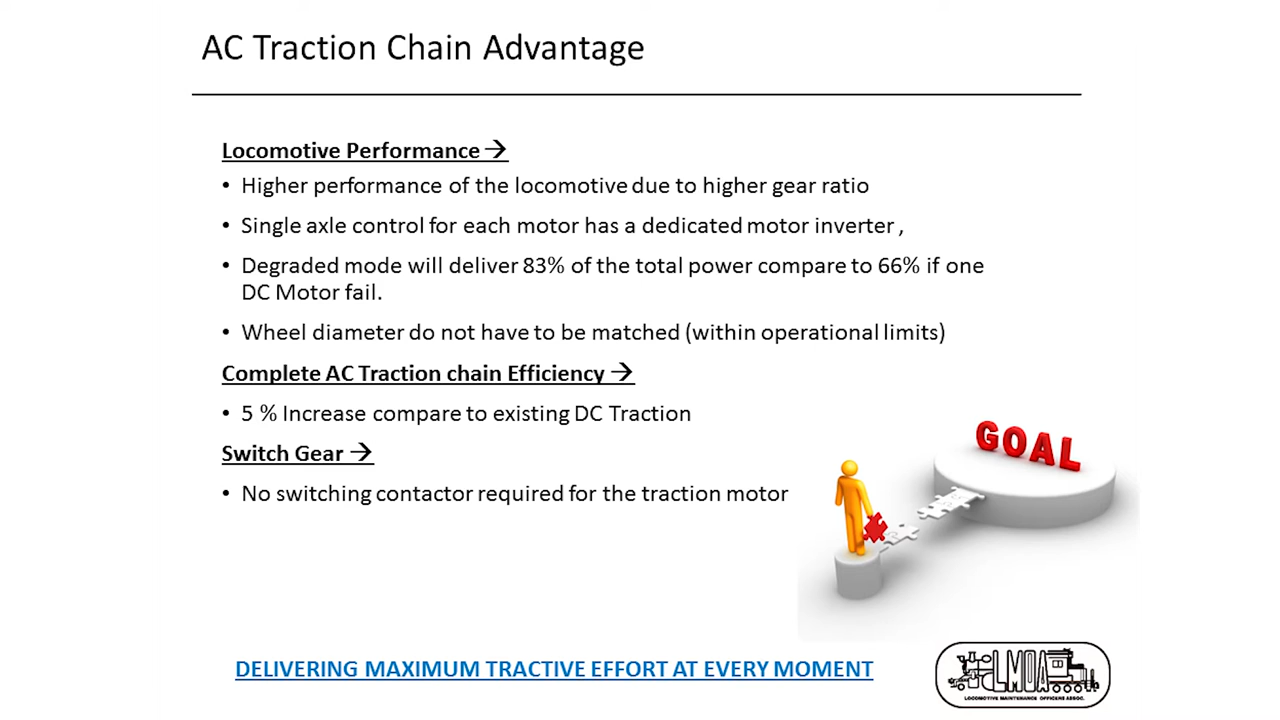 AC Traction Chain Advantage
Locomotive Performance →
• Higher performance of the locomotive due to higher gear ratio
• Single axle control for each motor has a dedicated motor inverter ,
• Degraded mode will deliver 83% of the total power compare to 66% if one
DC Motor fail.
• Wheel diameter do not have to be matched (within operational limits)
Complete AC Traction chain Efficiency →
• 5 % Increase compare to existing DC Traction
Switch Gear →
• No switching contactor required for the traction motor
GOAL
DELIVERING MAXIMUM TRACTIVE EFFORT AT EVERY MOMENT
LMOA
LOCOMOTIVE MAINTENANCE OFFICERS ASSOC.